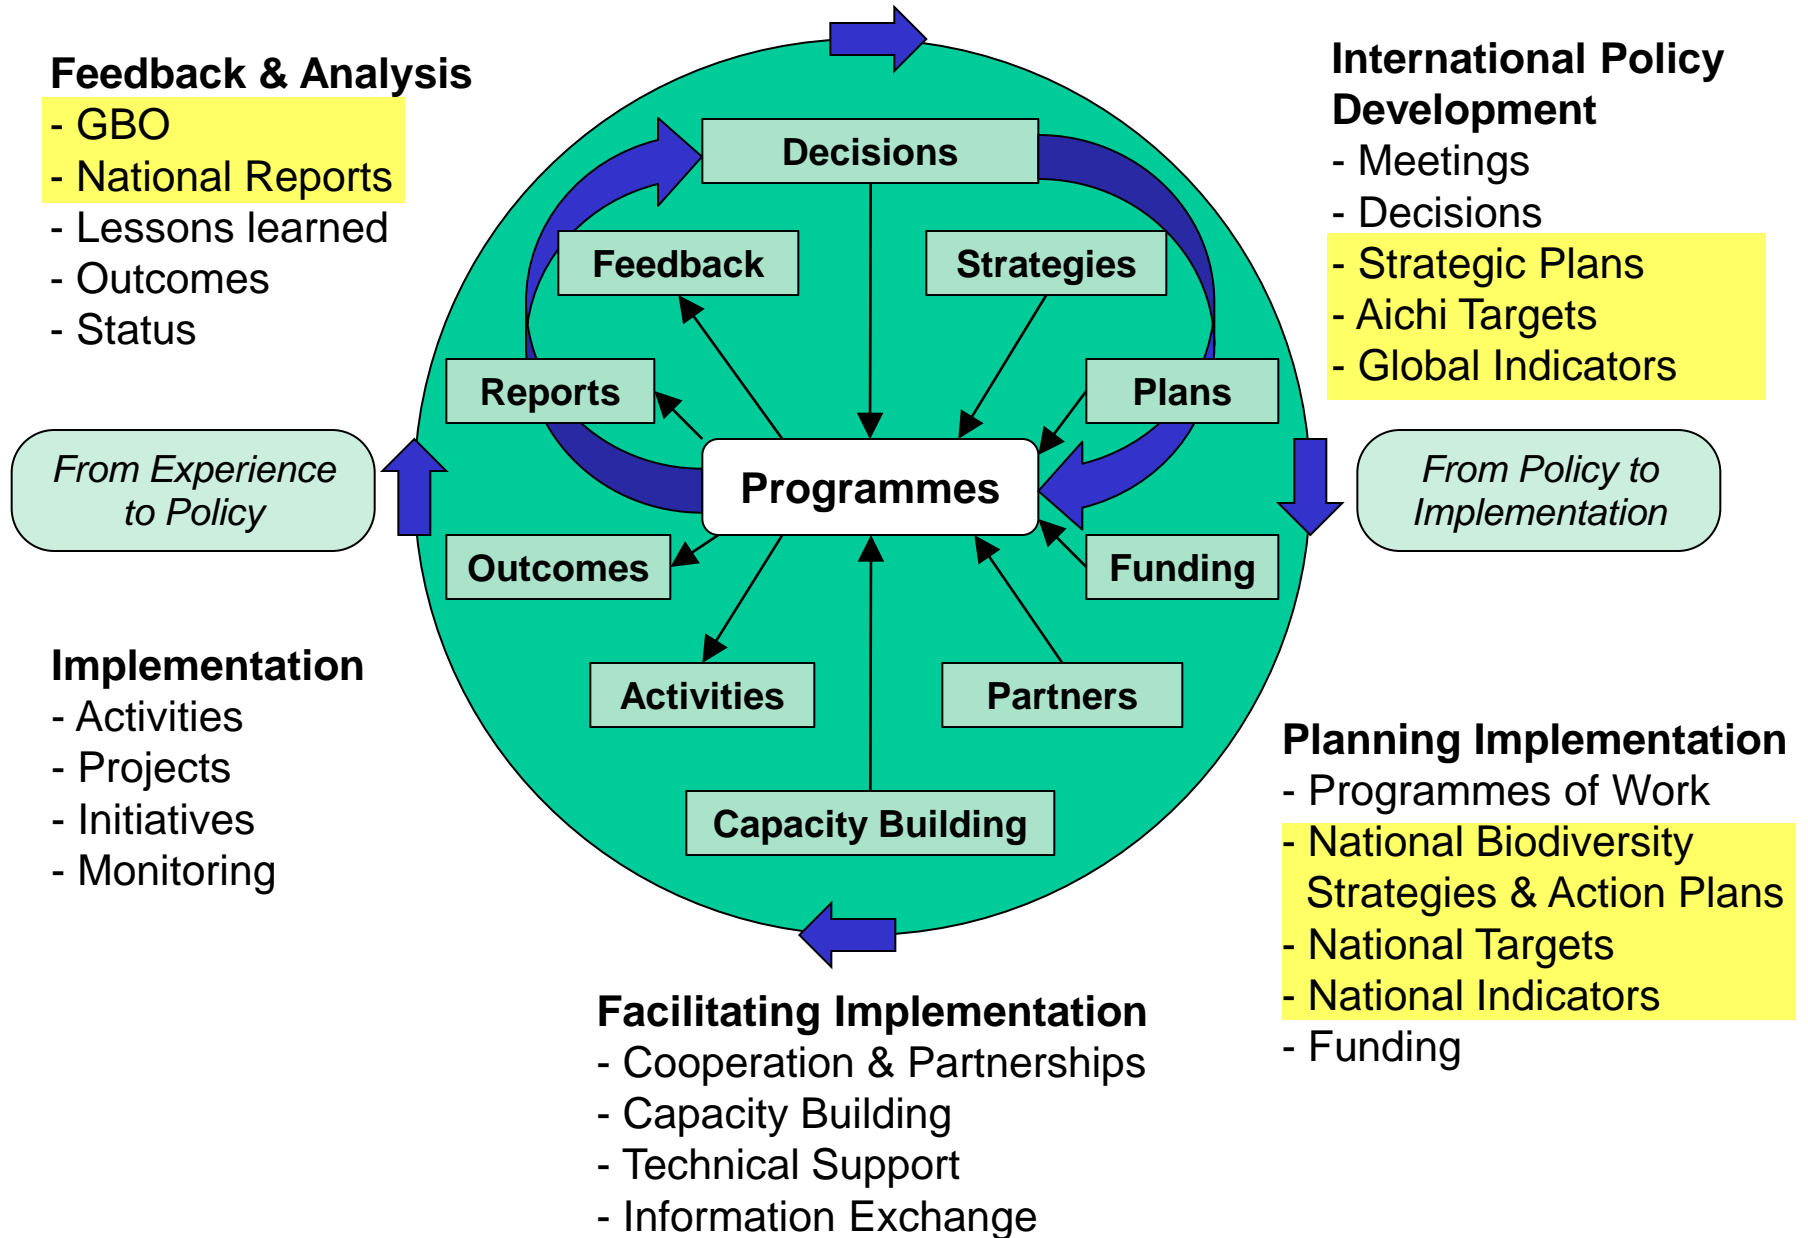 Feedback & Analysis
- GBO
- National Reports
- Lessons learned
- Outcomes
- Status
International Policy
Development
- Meetings
- Decisions
- Strategic Plans
- Aichi Targets
- Global Indicators
Decisions
Feedback
Strategies
Reports
Plans
From Experience
to Policy
Programmes
From Policy to
Implementation
Outcomes
Funding
Activities
Partners
Capacity Building
Implementation
- Activities
- Projects
- Initiatives
- Monitoring
Planning Implementation
- Programmes of Work
- National Biodiversity
Strategies & Action Plans
- National Targets
- National Indicators
- Funding
Facilitating Implementation
- Cooperation & Partnerships
- Capacity Building
- Technical Support
- Information Exchange